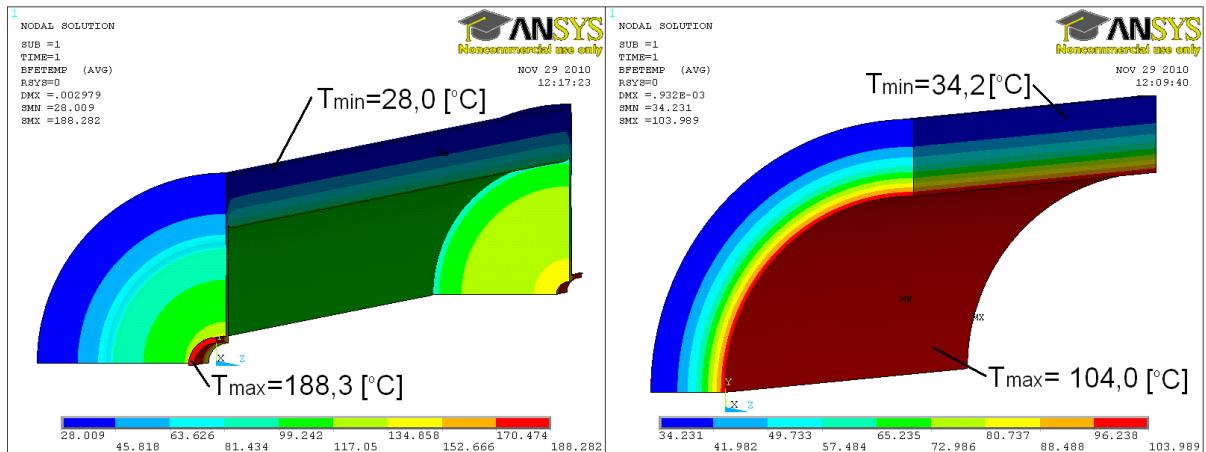 1
NODAL SOLUTION
SUB =1
TIME=1
BFETEMP (AVG)
RSYS=0
DMX =.002979
SMN =28.009
SMX =188.282
ANSYS
Noncommercial use only
NOV 29 2010
12:17:23
Tmin=28,0 [°C]
MN
X
Z
Tmax=188,3 [°C]
28.009 63.626 99.242 134.858 170.474
45.818 81.434 117.05 152.666 188.282
1
NODAL SOLUTION
SUB =1
TIME=1
BFETEMP (AVG)
RSYS=0
DMX =.932E-03
SMN =34.231
SMX =103.989
ANSYS
Noncommercial use only
NOV 29 2010
12:09:40
Tmin=34,2 [°C]
MN
MX
Tmax= 104,0 [°C]
Y
X
Z
34.231 49.733 65.235 80.737 96.238
41.982 57.484 72.986 88.488 103.989